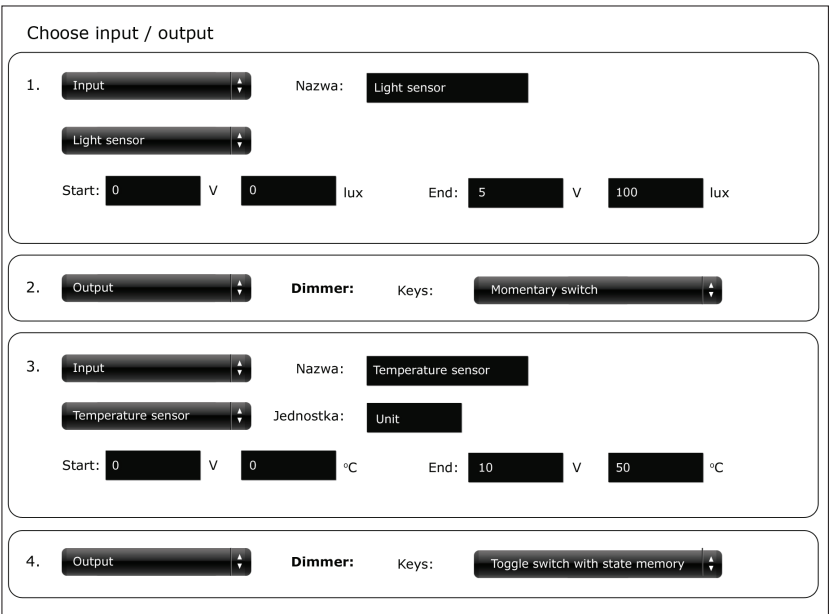 Choose input / output
1. Input Nazwa: Light sensor
Light sensor
Start: 0 V 0 lux End: 5 V 100 lux
2. Output Dimmer: Keys: Momentary switch
3. Input Nazwa: Temperature sensor
Temperature sensor Jednostka: Unit
Start: 0 V 0 °C End: 10 V 50 °C
4. Output Dimmer: Keys: Toggle switch with state memory